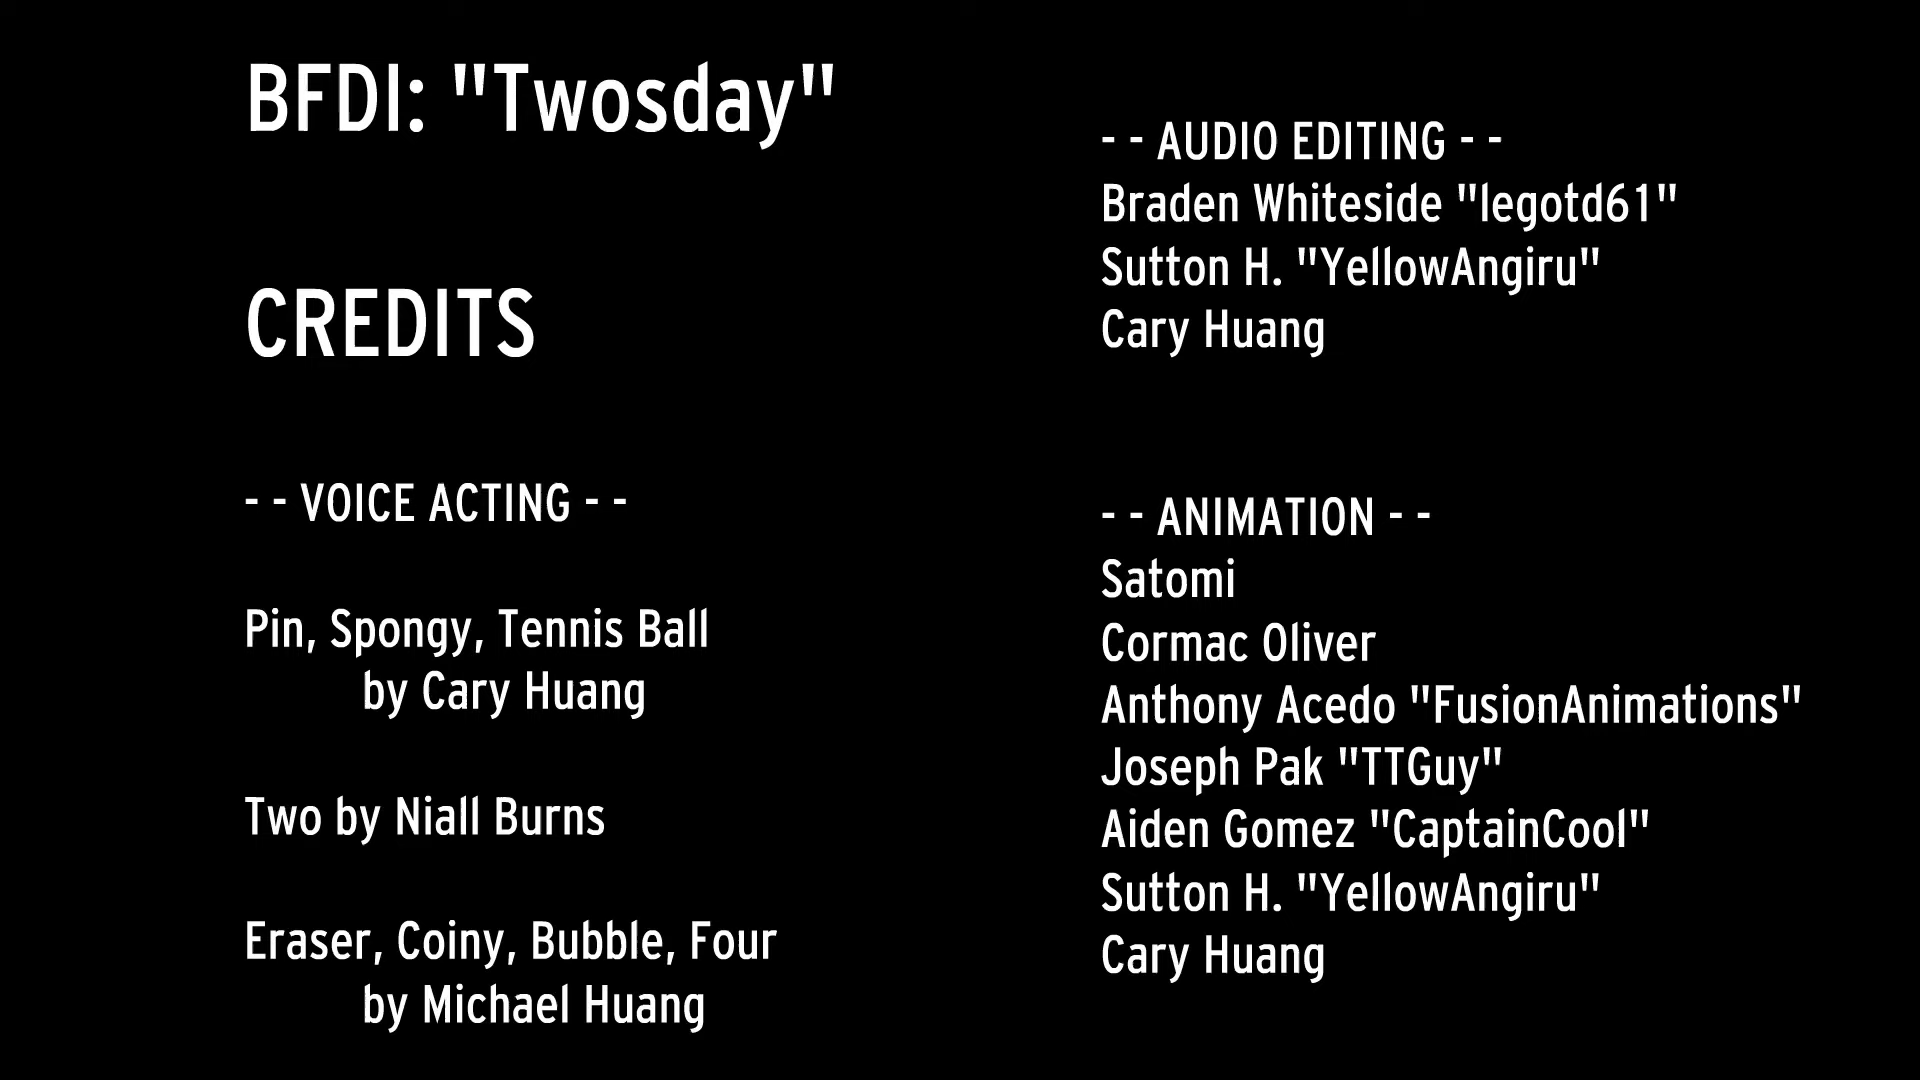 BFDI: "Twosday"
CREDITS
- - VOICE ACTING - -
Pin, Spongy, Tennis Ball
by Cary Huang
Two by Niall Burns
Eraser, Coiny, Bubble, Four
by Michael Huang
- - AUDIO EDITING - -
Braden Whiteside "legotd61"
Sutton H. "YellowAngiru"
Cary Huang
- - ANIMATION - -
Satomi
Cormac Oliver
Anthony Acedo "FusionAnimations"
Joseph Pak "TTGuy"
Aiden Gomez "CaptainCool"
Sutton H. "YellowAngiru"
Cary Huang